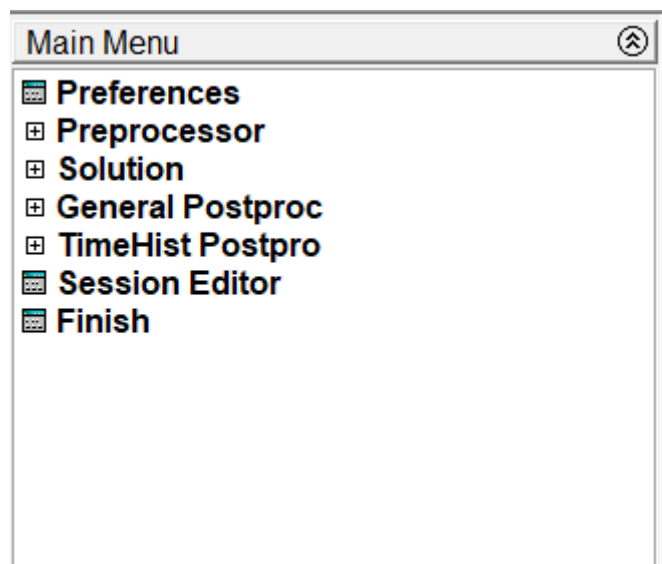 Main Menu
Preferences
Preprocessor
Solution
General Postproc
TimeHist Postpro
Session Editor
Finish